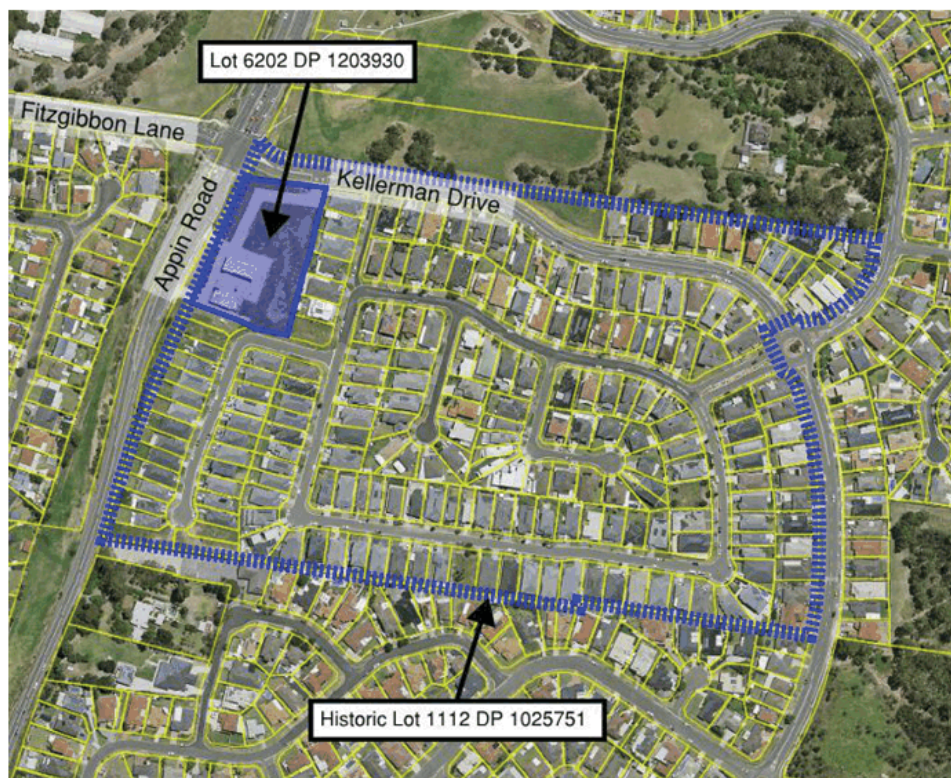 Lot 6202 DP 1203930
Fitzgibbon Lane
Kellerman Drive
Appin Road
Historic Lot 1112 DP 1025751